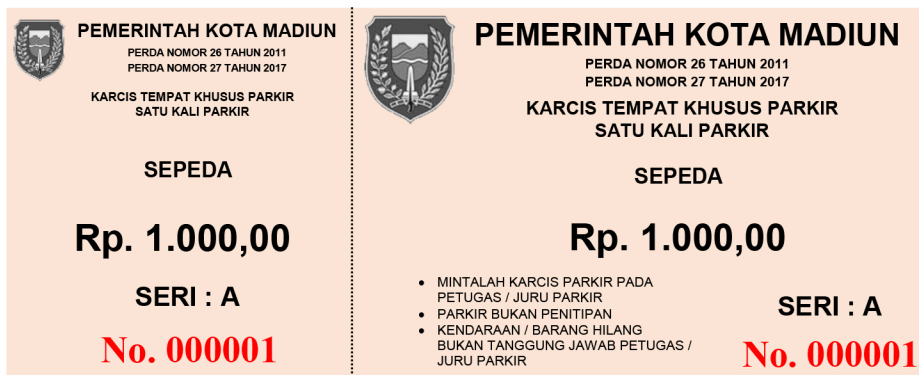 PEMERINTAH KOTA MADIUN
PERDA NOMOR 26 TAHUN 2011
PERDA NOMOR 27 TAHUN 2017
KARCIS TEMPAT KHUSUS PARKIR
SATU KALI PARKIR
SEPEDA
Rp. 1.000,00
SERI : A
No. 000001
PEMERINTAH KOTA MADIUN
PERDA NOMOR 26 TAHUN 2011
PERDA NOMOR 27 TAHUN 2017
KARCIS TEMPAT KHUSUS PARKIR
SATU KALI PARKIR
SEPEDA
Rp. 1.000,00
• MINTALAH KARCIS PARKIR PADA
PETUGAS / JURU PARKIR
• PARKIR BUKAN PENITIPAN
• KENDARAAN / BARANG HILANG
BUKAN TANGGUNG JAWAB PETUGAS /
JURU PARKIR
SERI : A
No. 000001